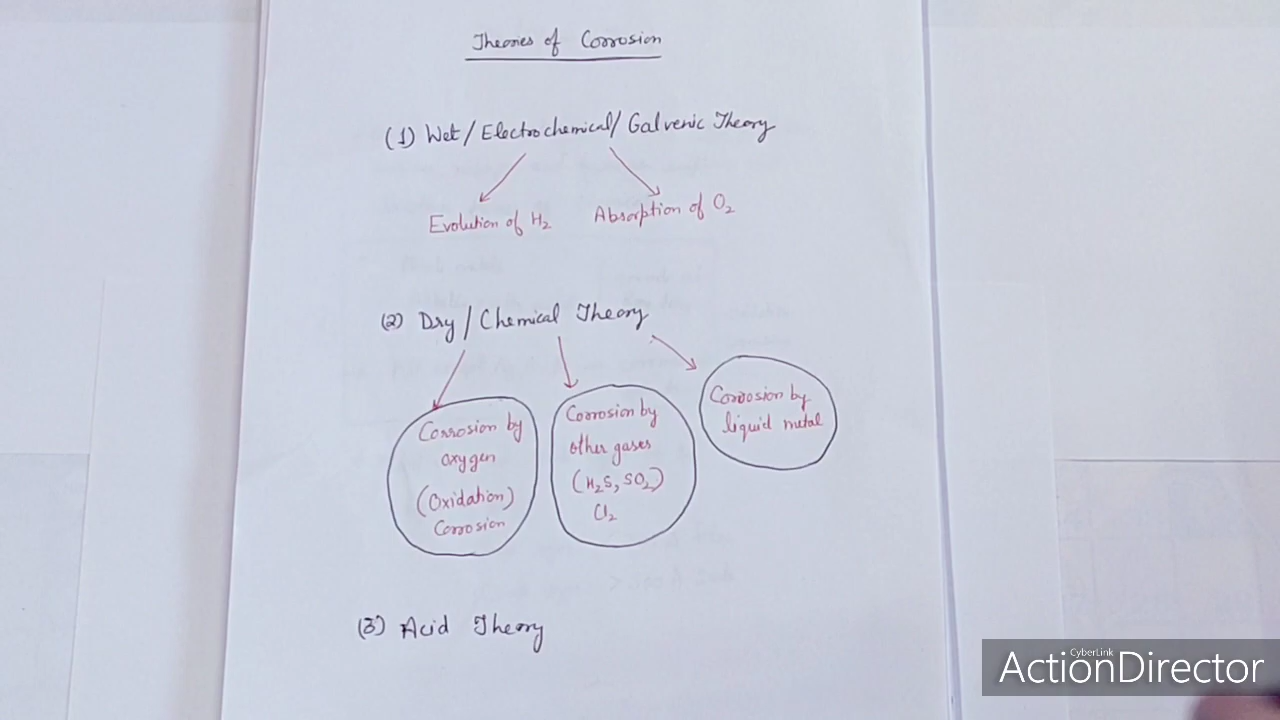 Theories of Corrosion
(1) Wet / Electrochemical / Galvenic Theory
Evolution of H₂
Absorption of O₂
(2) Dry / Chemical Theory
Corrosion by
oxygen
(Oxidation)
Corrosion
Corrosion by
other gases
(H₂S, SO₂)
Cl₂
Corrosion by
liquid metal
(3) Acid Theory
CyberLink
ActionDirector